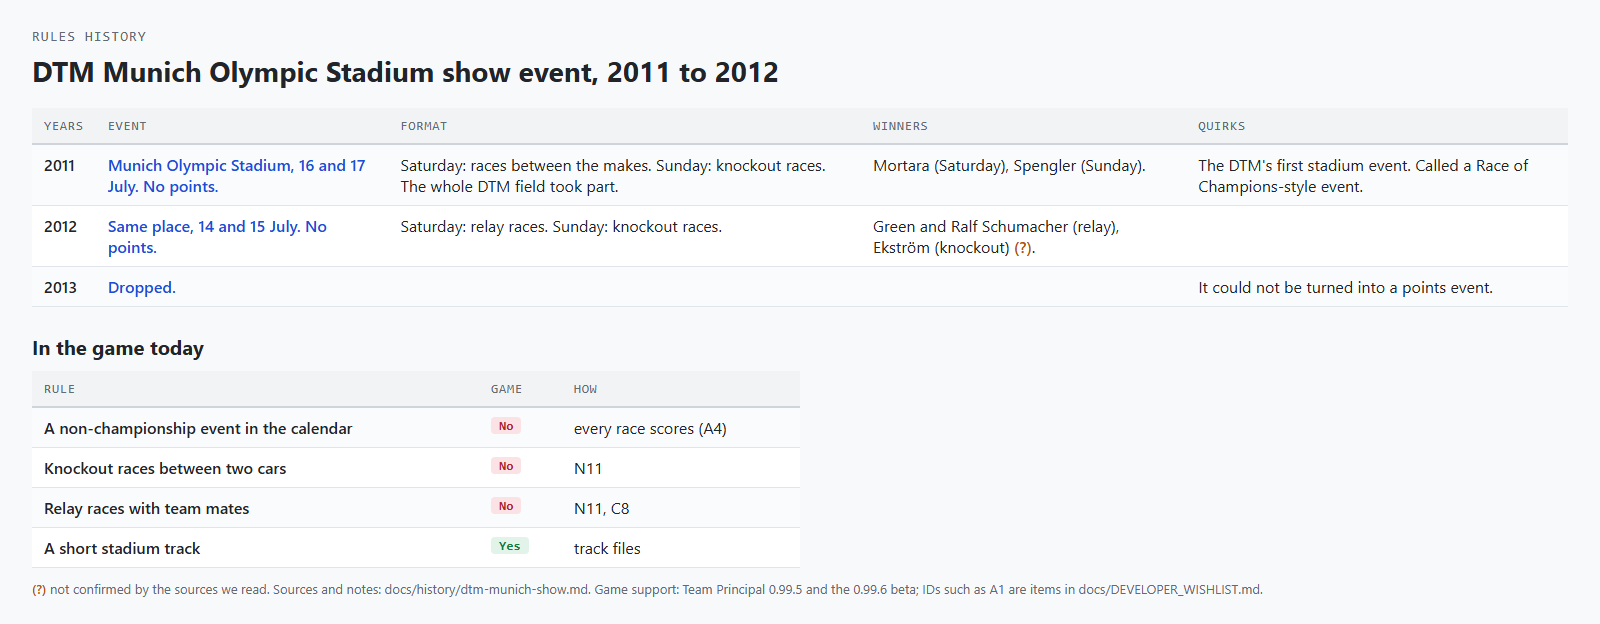 RULES HISTORY
DTM Munich Olympic Stadium show event, 2011 to 2012
YEARS EVENT FORMAT WINNERS QUIRKS
2011 Munich Olympic Stadium, 16 and 17 Saturday: races between the makes. Sunday: knockout races. Mortara (Saturday), Spengler (Sunday). The DTM's first stadium event. Called a Race of
July. No points. The whole DTM field took part. Champions-style event.
2012 Same place, 14 and 15 July. No Saturday: relay races. Sunday: knockout races. Green and Ralf Schumacher (relay),
points. Ekström (knockout) (?).
2013 Dropped. It could not be turned into a points event.
In the game today
RULE GAME HOW
A non-championship event in the calendar No every race scores (A4)
Knockout races between two cars No N11
Relay races with team mates No N11, C8
A short stadium track Yes track files
(?) not confirmed by the sources we read. Sources and notes: docs/history/dtm-munich-show.md. Game support: Team Principal 0.99.5 and the 0.99.6 beta; IDs such as A1 are items in docs/DEVELOPER_WISHLIST.md.